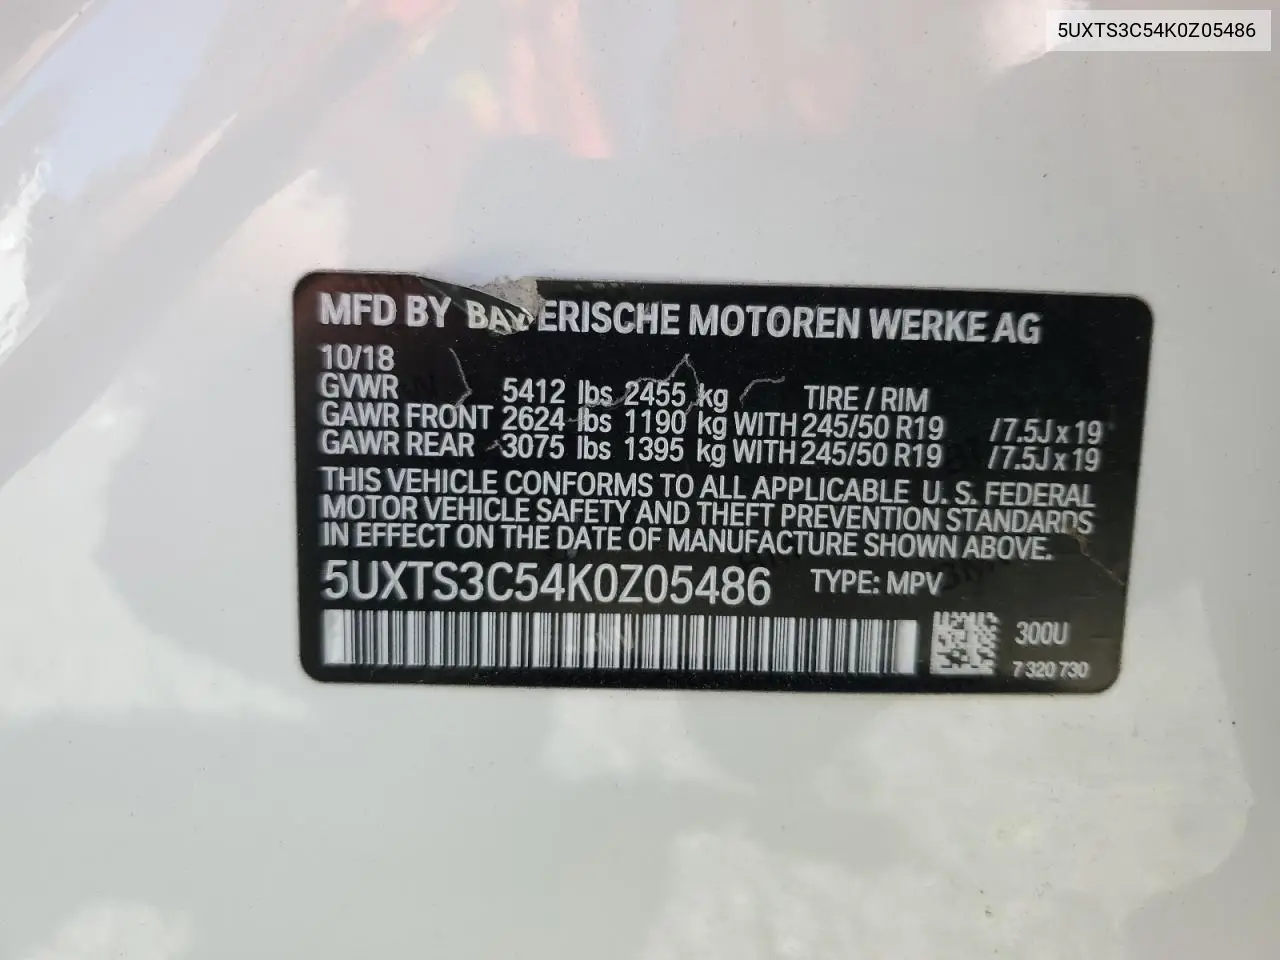 5UXTS3C54K0Z05486
MFD BY BAYERISCHE MOTOREN WERKE AG
10/18
GVWR 5412 lbs 2455 kg TIRE / RIM
GAWR FRONT 2624 lbs 1190 kg WITH 245/50 R19 / 7.5J x 19
GAWR REAR 3075 lbs 1395 kg WITH 245/50 R19 / 7.5J x 19
THIS VEHICLE CONFORMS TO ALL APPLICABLE U. S. FEDERAL
MOTOR VEHICLE SAFETY AND THEFT PREVENTION STANDARDS
IN EFFECT ON THE DATE OF MANUFACTURE SHOWN ABOVE.
5UXTS3C54K0Z05486 TYPE: MPV
300U
7 320 730